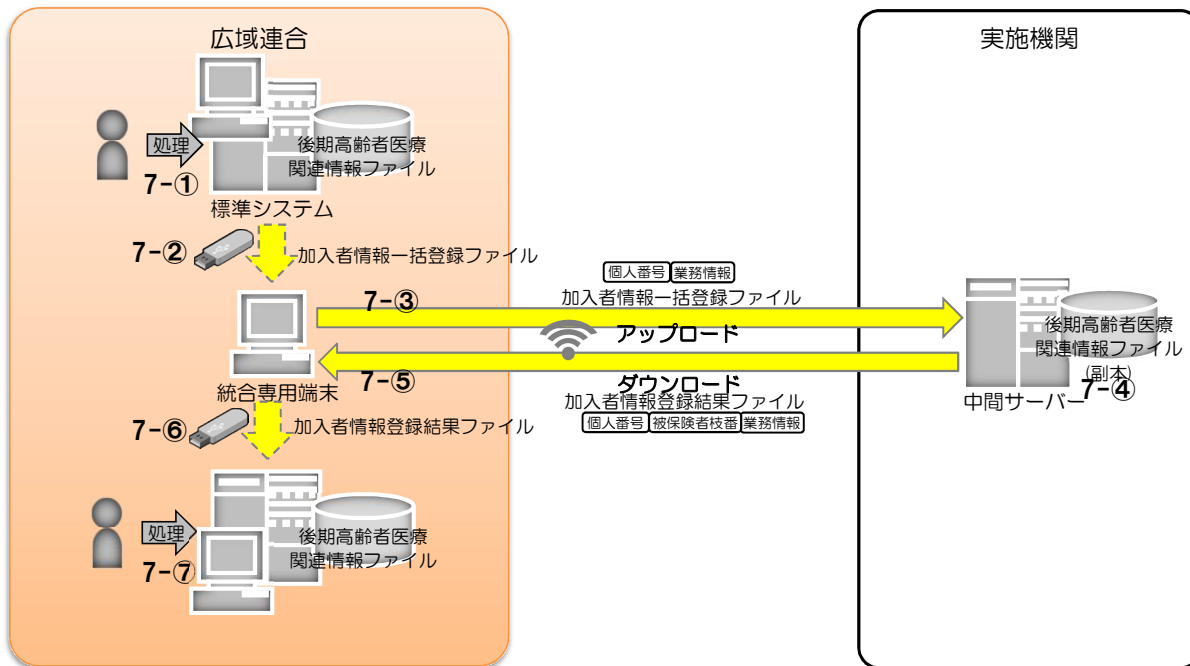 広域連合
実施機関
処理
7-①
後期高齢者医療
関連情報ファイル
標準システム
7-②
加入者情報一括登録ファイル
7-③
個人番号 業務情報
加入者情報一括登録ファイル
アップロード
後期高齢者医療
関連情報ファイル
(副本)
7-④
中間サーバー
統合専用端末
7-⑤
ダウンロード
加入者情報登録結果ファイル
個人番号 被保険者枝番 業務情報
7-⑥
加入者情報登録結果ファイル
処理
7-⑦
後期高齢者医療
関連情報ファイル